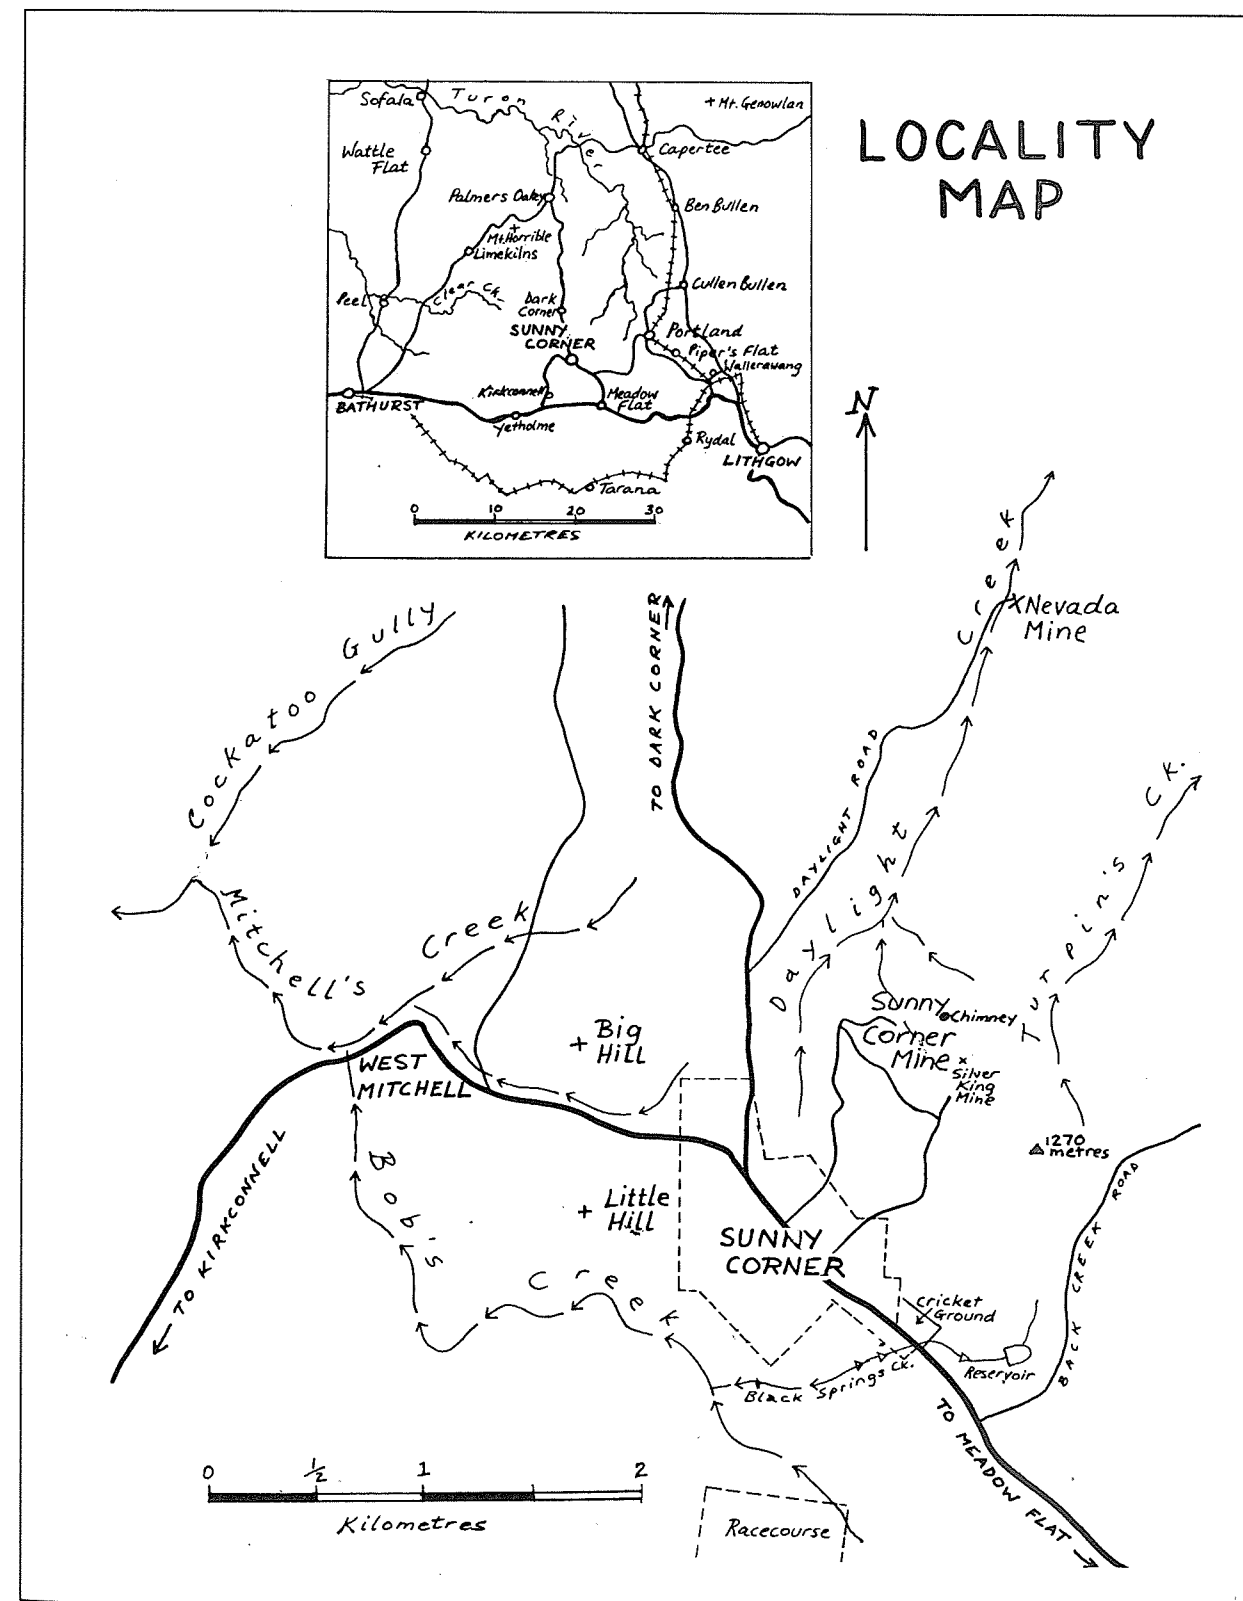 LOCALITY
MAP
Sofala
Turon
River
+ Mt. Genowlan
Wattle
Flat
Capertee
Palmers Oakey
Ben Bullen
Mt. Horrible
Limekilns
Peel
Clear Ck.
Cullen Bullen
Dark
Corner
SUNNY
CORNER
Portland
Piper's Flat
Wallerawang
Kirkconnell
Meadow
Flat
BATHURST
Yetholme
Rydal
LITHGOW
Tarana
0 10 20 30
KILOMETRES
N
Cockatoo Gully
TO DARK CORNER
Daylight Creek
X Nevada
Mine
DAYLIGHT ROAD
Turpin's Ck.
Mitchell's
Creek
+ Big
Hill
Sunny
Corner
Mine
Chimney
x
Silver
King
Mine
WEST
MITCHELL
1270
metres
BACK CREEK ROAD
TO KIRKCONNELL
Bob's
Creek
+ Little
Hill
SUNNY
CORNER
Cricket
Ground
Reservoir
Black Springs Ck.
TO MEADOW FLAT
0 1/2 1 2
Kilometres
Racecourse